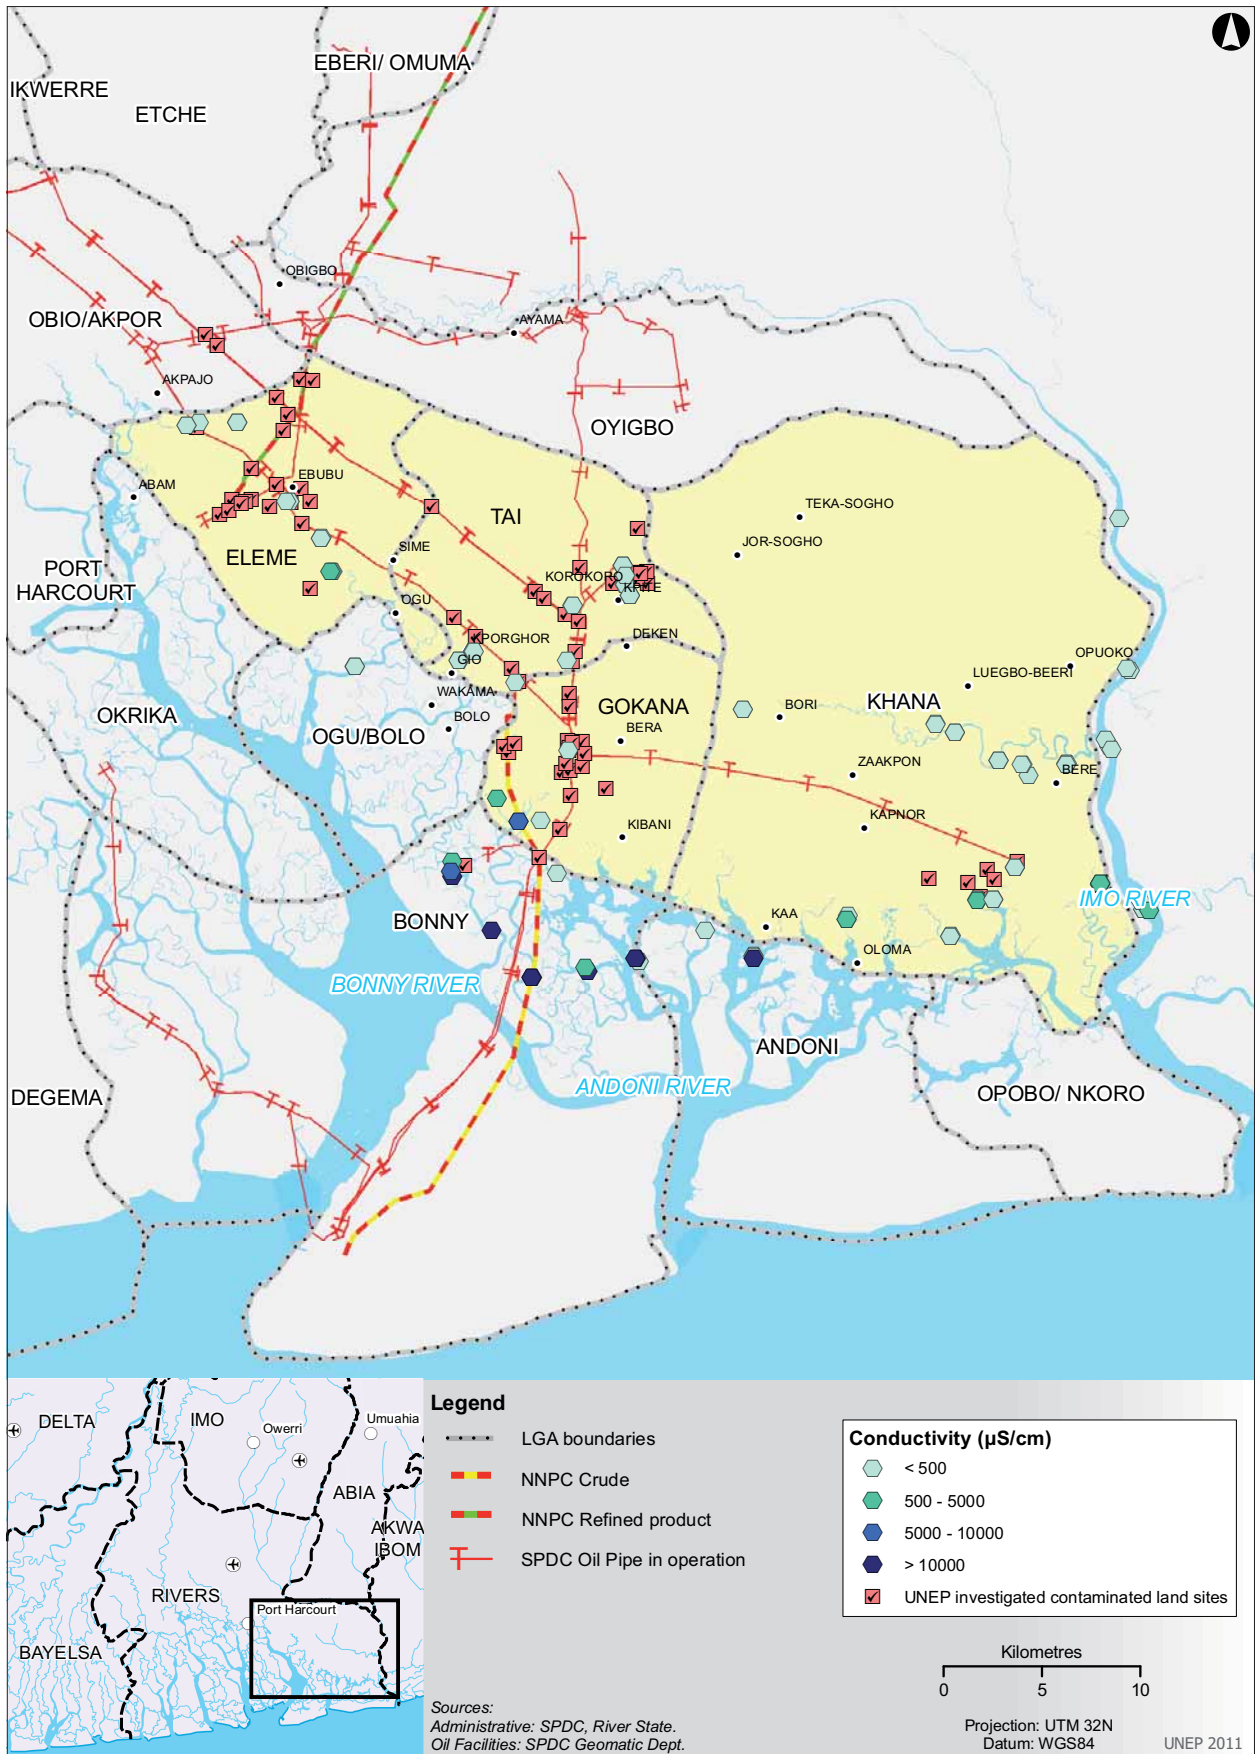 EBERI/ OMUMA
IKWERRE
ETCHE
OBIGBO
OBIO/AKPOR
AYAMA
AKPAJO
OYIGBO
ABAM
EBUBU
TEKA-SOGHO
TAI
JOR-SOGHO
ELEME
SIME
PORT
HARCOURT
KOROKORO
KPITE
OGU
DEKEN
KPORGHOR
OPUOKO
GIO
LUEGBO-BEERI
WAKAMA
KHANA
GOKANA
BORI
OKRIKA
BOLO
OGU/BOLO
BERA
ZAAKPON
BERE
KIBANI
KAPNOR
IMO RIVER
BONNY
KAA
OLOMA
BONNY RIVER
ANDONI
ANDONI RIVER
DEGEMA
OPOBO/ NKORO
DELTA
IMO
Owerri
Umuahia
ABIA
AKWA
IBOM
RIVERS
Port Harcourt
BAYELSA
Legend
LGA boundaries
NNPC Crude
NNPC Refined product
SPDC Oil Pipe in operation
Sources:
Administrative: SPDC, River State.
Oil Facilities: SPDC Geomatic Dept.
Conductivity (µS/cm)
< 500
500 - 5000
5000 - 10000
> 10000
UNEP investigated contaminated land sites
Kilometres
0 5 10
Projection: UTM 32N
Datum: WGS84
UNEP 2011